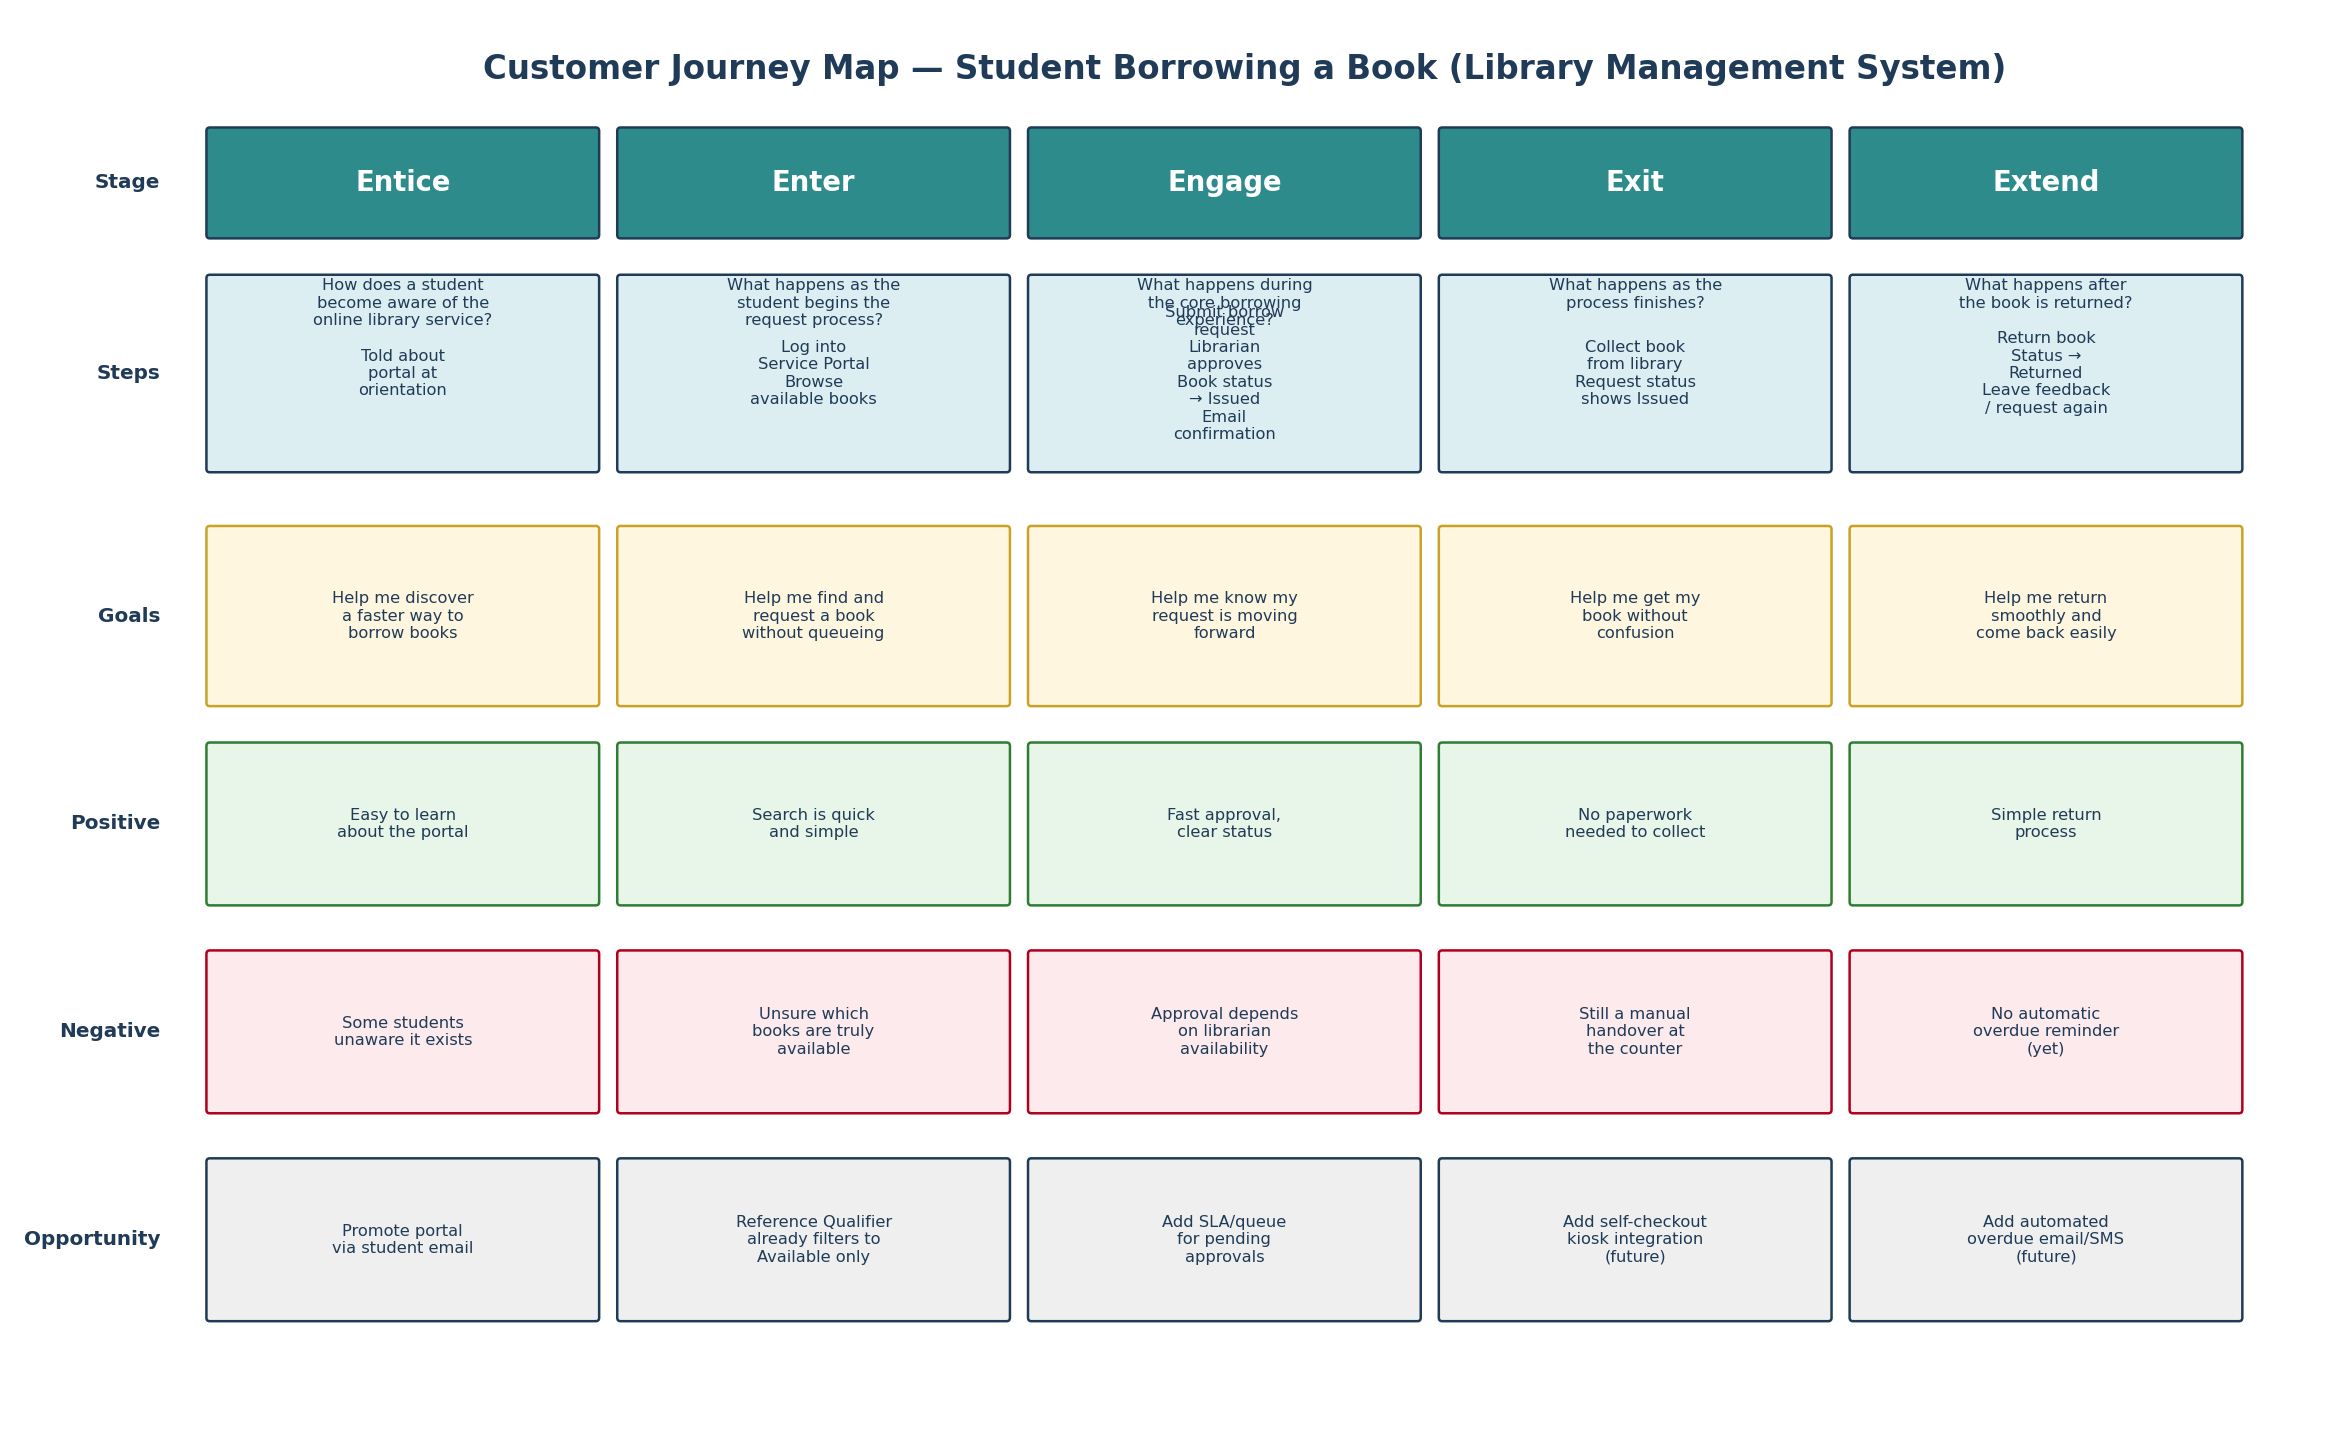 Customer Journey Map — Student Borrowing a Book (Library Management System)
Stage
Entice
Enter
Engage
Exit
Extend
Steps
How does a student
become aware of the
online library service?
Told about
portal at
orientation
What happens as the
student begins the
request process?
Log into
Service Portal
Browse
available books
What happens during
the core borrowing
experience?
Submit borrow
request
Librarian
approves
Book status
→ Issued
Email
confirmation
What happens as the
process finishes?
Collect book
from library
Request status
shows Issued
What happens after
the book is returned?
Return book
Status →
Returned
Leave feedback
/ request again
Goals
Help me discover
a faster way to
borrow books
Help me find and
request a book
without queueing
Help me know my
request is moving
forward
Help me get my
book without
confusion
Help me return
smoothly and
come back easily
Positive
Easy to learn
about the portal
Search is quick
and simple
Fast approval,
clear status
No paperwork
needed to collect
Simple return
process
Negative
Some students
unaware it exists
Unsure which
books are truly
available
Approval depends
on librarian
availability
Still a manual
handover at
the counter
No automatic
overdue reminder
(yet)
Opportunity
Promote portal
via student email
Reference Qualifier
already filters to
Available only
Add SLA/queue
for pending
approvals
Add self-checkout
kiosk integration
(future)
Add automated
overdue email/SMS
(future)